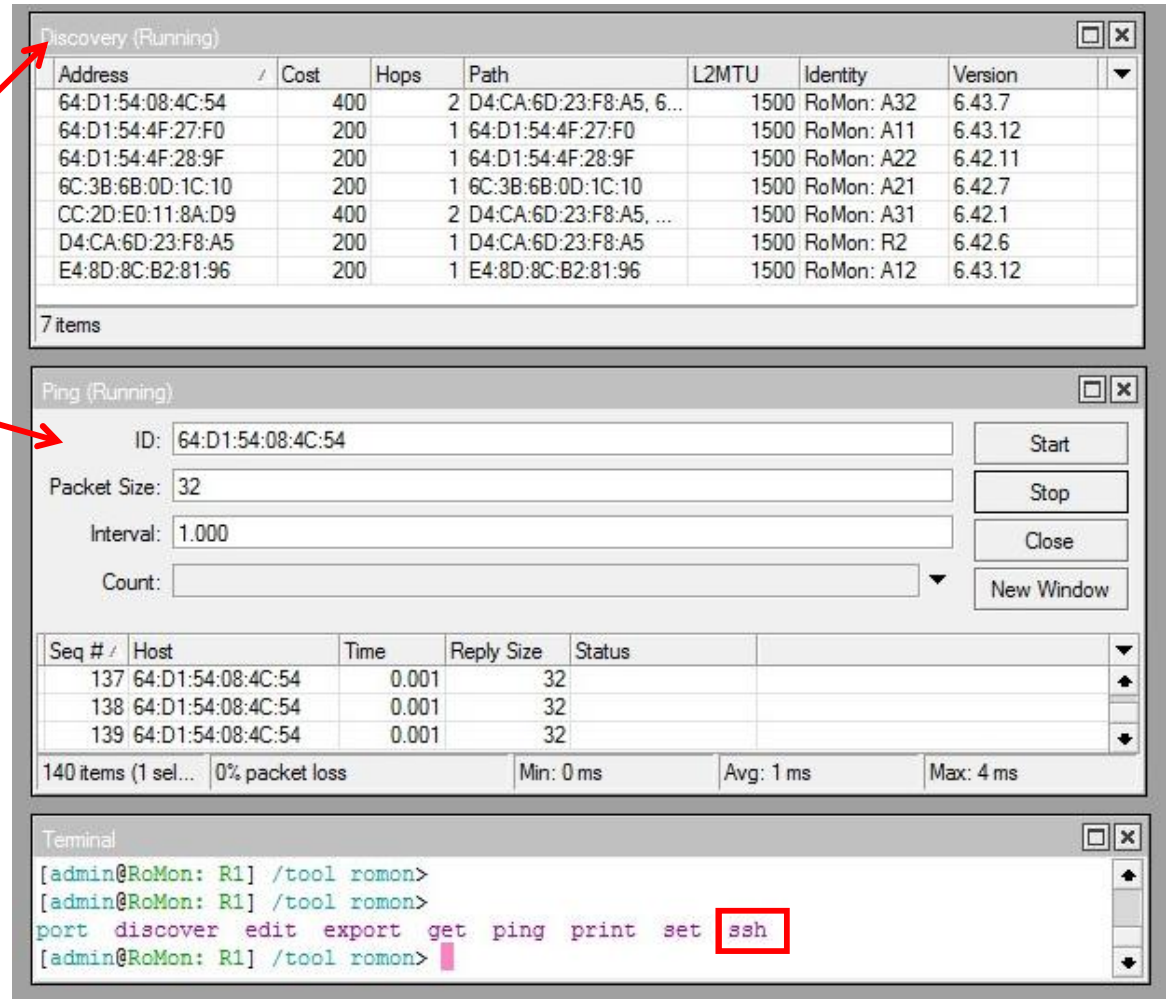 Discovery (Running)
Address / Cost Hops Path L2MTU Identity Version
64:D1:54:08:4C:54 400 2 D4:CA:6D:23:F8:A5, 6... 1500 RoMon: A32 6.43.7
64:D1:54:4F:27:F0 200 1 64:D1:54:4F:27:F0 1500 RoMon: A11 6.43.12
64:D1:54:4F:28:9F 200 1 64:D1:54:4F:28:9F 1500 RoMon: A22 6.42.11
6C:3B:6B:0D:1C:10 200 1 6C:3B:6B:0D:1C:10 1500 RoMon: A21 6.42.7
CC:2D:E0:11:8A:D9 400 2 D4:CA:6D:23:F8:A5, ... 1500 RoMon: A31 6.42.1
D4:CA:6D:23:F8:A5 200 1 D4:CA:6D:23:F8:A5 1500 RoMon: R2 6.42.6
E4:8D:8C:B2:81:96 200 1 E4:8D:8C:B2:81:96 1500 RoMon: A12 6.43.12
7 items
Ping (Running)
ID: 64:D1:54:08:4C:54 Start
Packet Size: 32 Stop
Interval: 1.000 Close
Count: New Window
Seq # / Host Time Reply Size Status
137 64:D1:54:08:4C:54 0.001 32
138 64:D1:54:08:4C:54 0.001 32
139 64:D1:54:08:4C:54 0.001 32
140 items (1 sel... 0% packet loss Min: 0 ms Avg: 1 ms Max: 4 ms
Terminal
[admin@RoMon: R1] /tool romon>
[admin@RoMon: R1] /tool romon>
port discover edit export get ping print set ssh
[admin@RoMon: R1] /tool romon>